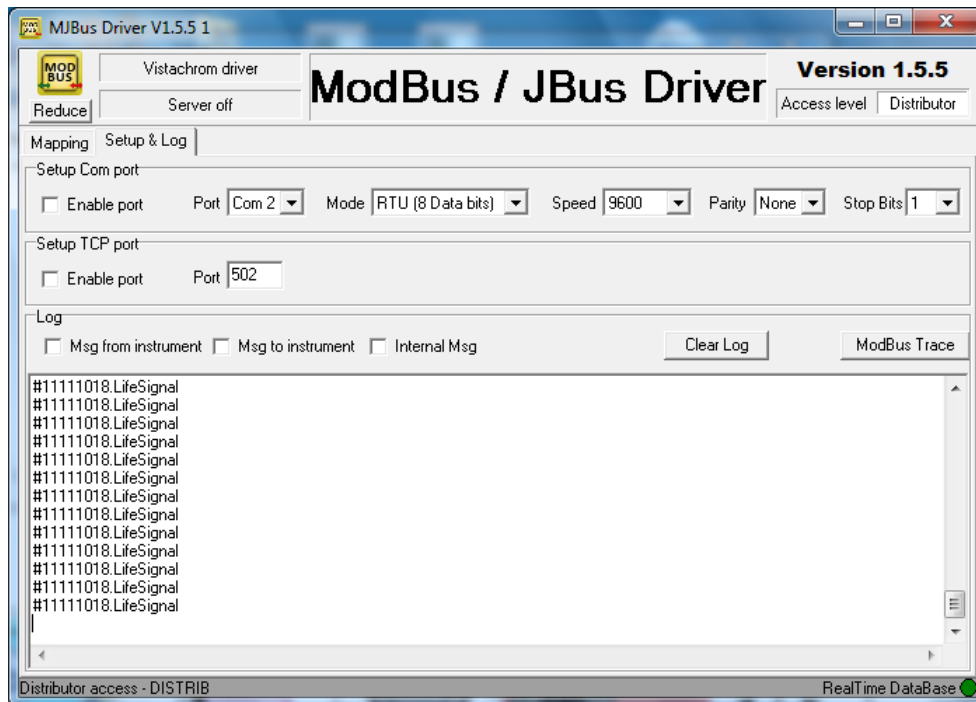 MJBus Driver V1.5.5 1
MOD BUS
Vistachrom driver
ModBus / JBus Driver
Version 1.5.5
Reduce
Server off
Access level
Distributor
Mapping
Setup & Log
Setup Com port
Enable port
Port Com 2
Mode RTU (8 Data bits)
Speed 9600
Parity None
Stop Bits 1
Setup TCP port
Enable port
Port 502
Log
Msg from instrument
Msg to instrument
Internal Msg
Clear Log
ModBus Trace
#11111018.LifeSignal
#11111018.LifeSignal
#11111018.LifeSignal
#11111018.LifeSignal
#11111018.LifeSignal
#11111018.LifeSignal
#11111018.LifeSignal
#11111018.LifeSignal
#11111018.LifeSignal
#11111018.LifeSignal
#11111018.LifeSignal
#11111018.LifeSignal
#11111018.LifeSignal
Distributor access - DISTRIB
RealTime DataBase